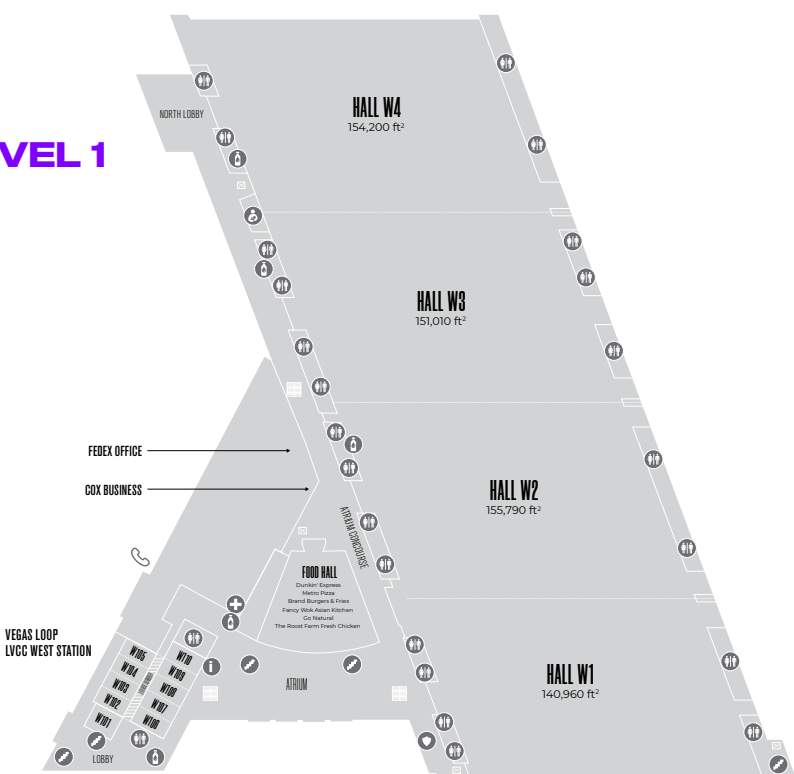 HALL W4
154,200 ft²
NORTH LOBBY
VEL 1
HALL W3
151,010 ft²
FEDEX OFFICE
COX BUSINESS
HALL W2
155,790 ft²
ATRIUM CONCOURSE
FOOD HALL
Dunkin' Express
Metro Pizza
Brand Burgers & Fries
Fancy Wok Asian Kitchen
Go Natural
The Roost Farm Fresh Chicken
VEGAS LOOP
LVCC WEST STATION
W105
W104
W103
W102
W101
W110
W109
W108
W107
W106
ATRIUM
LOBBY
HALL W1
140,960 ft²